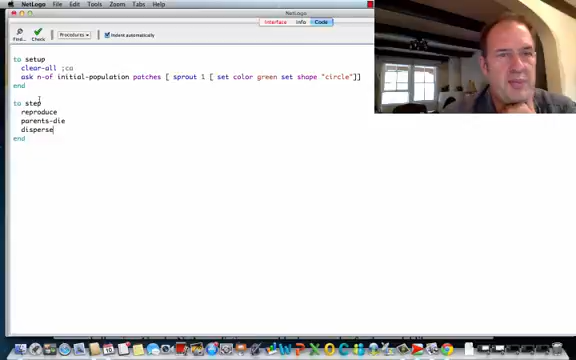 NetLogo File Edit Tools Zoom Tabs Help
NetLogo
Interface Info Code
Find... Check Procedures Indent automatically
to setup
clear-all ;ca
ask n-of initial-population patches [ sprout 1 [ set color green set shape "circle"]]
end
to step
reproduce
parents-die
disperse
end